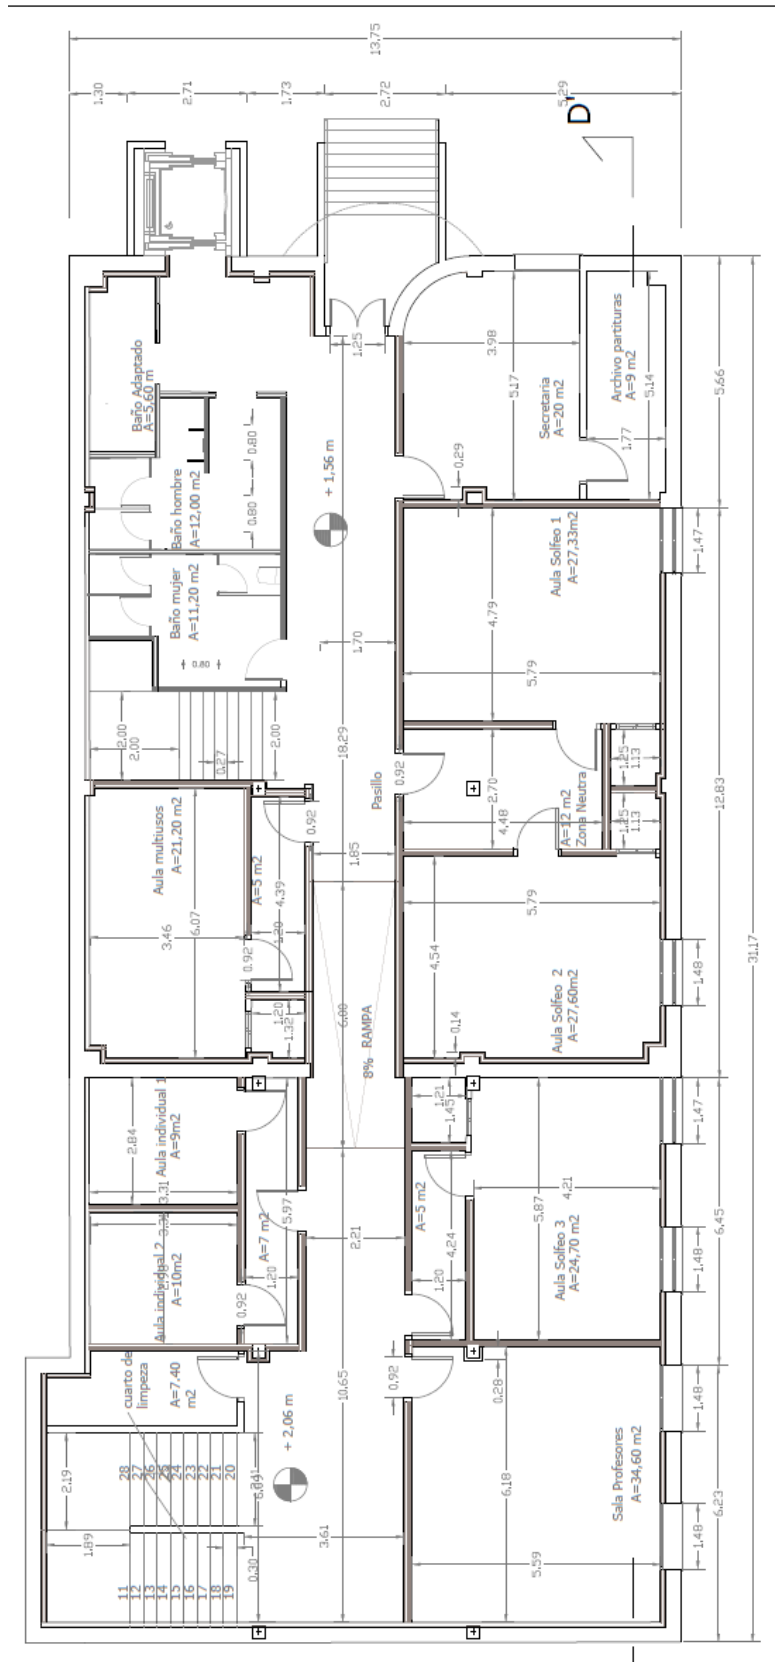 13.75
1.30
2.71
1.73
2.72
5.29
D'
1.25
3.98
5.17
Secretaria
A=20 m2
Archivo partituras
A=9 m2
5.14
1.77
5.66
Baño Adaptado
A=5,60 m
0.29
0.80
0.80
Baño hombre
A=12,00 m2
+ 1,56 m
Aula Solfeo 1
A=27,33m2
1.47
4.79
5.79
Baño mujer
A=11,20 m2
0.80
1.70
2.00
2.00
0.27
2.00
18.29
Pasillo
0.92
2.70
4.48
A=12 m2
Zona Neutra
1.25
1.13
1.25
1.13
12.83
31.17
Aula multiusos
A=21,20 m2
3.46
6.07
A=5 m2
0.92
4.39
1.20
0.92
1.85
5.79
4.54
Aula Solfeo 2
A=27,60m2
1.48
1.20
1.32
6.00
8% RAMPA
0.14
Aula individual 1
A=9m2
2.84
3.31
1.21
1.45
1.47
A=5 m2
4.21
5.87
Aula Solfeo 3
A=24,70 m2
6.45
1.48
Aula individual 2
A=10m2
A=7 m2
5.97
1.20
0.92
2.21
4.24
1.20
cuarto de
limpeza
A=7.40
m2
10.65
0.92
0.28
1.48
+ 2,06 m
2.19
28
27
26
25
24
23
22
21
20
1.89
0.30
3.61
6.18
Sala Profesores
A=34,60 m2
6.23
5.59
1.48
11
12
13
14
15
16
17
18
19